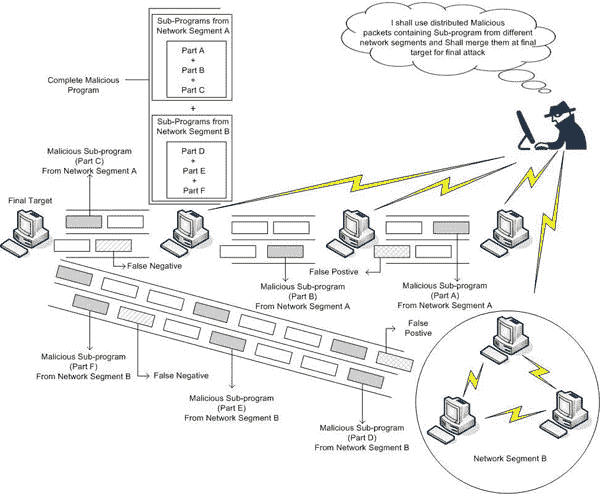 I shall use distributed Malicious
packets containing Sub-program from different
network segments and Shall merge them at final
target for final attack
Sub-Programs from
Network Segment A
Part A
+
Part B
+
Part C
Complete Malicious
Program
+
Sub-Programs from
Network Segment B
Part D
+
Part E
+
Part F
Malicious Sub-program
(Part C)
From Network Segment A
Final Target
False Negative
False Postive
Malicious Sub-program
(Part B)
From Network Segment A
Malicious Sub-program
(Part A)
From Network Segment A
False
Postive
Malicious Sub-program
(Part F)
From Network Segment B
False Negative
Malicious Sub-program
(Part E)
From Network Segment B
Malicious Sub-program
(Part D)
From Network Segment B
Network Segment B